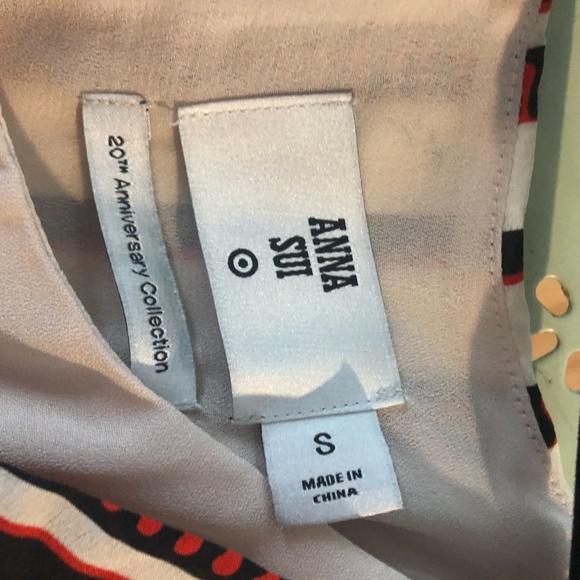 20TH Anniversary Collection
ANNA
SUI
S
MADE IN
CHINA